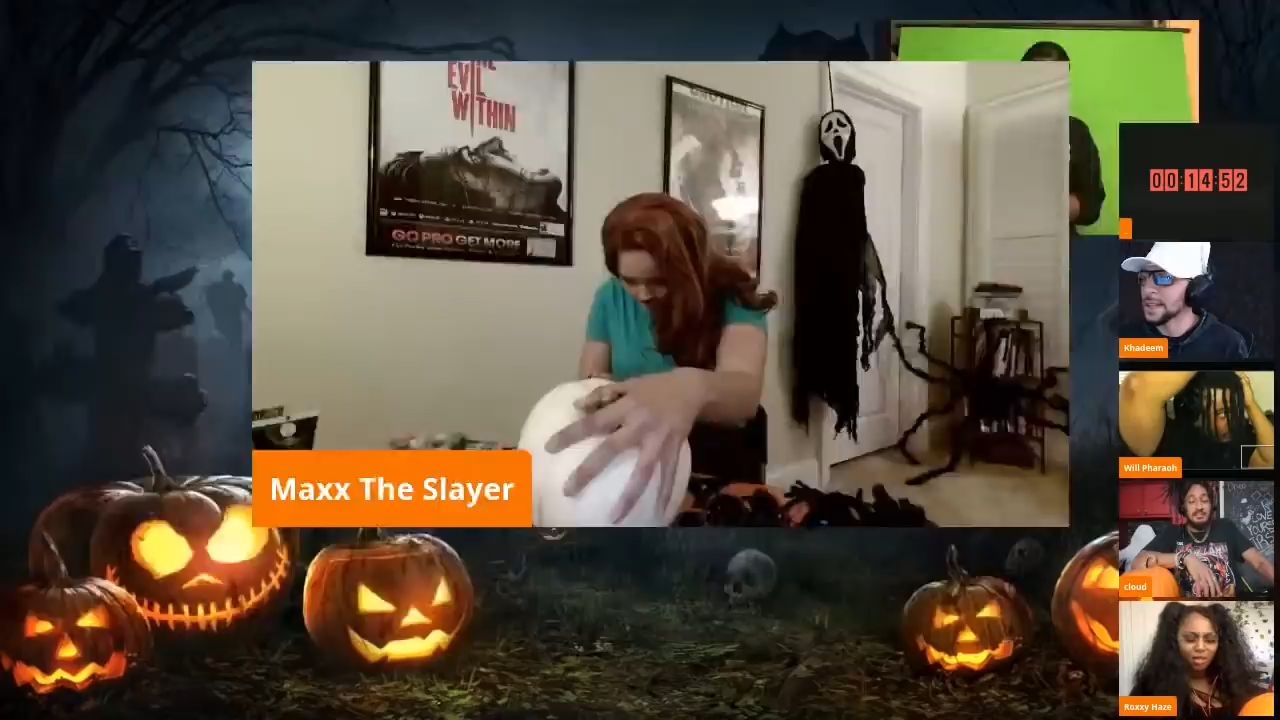 THE
EVIL
WITHIN
GO PRO GET MORE
00:14:52
Khadeem
Will Pharaoh
Maxx The Slayer
cloud
Roxxy Haze